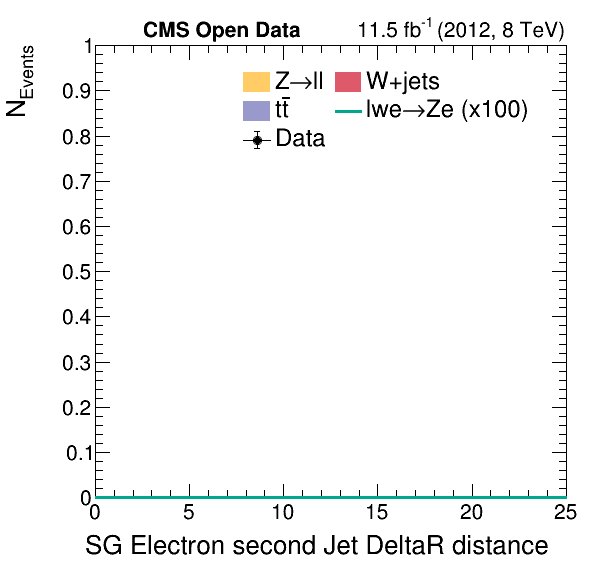 CMS Open Data 11.5 fb⁻¹ (2012, 8 TeV)
N_Events
Z→ll W+jets
tt̄ lwe→Ze (x100)
Data
1
0.9
0.8
0.7
0.6
0.5
0.4
0.3
0.2
0.1
0
0 5 10 15 20 25
SG Electron second Jet DeltaR distance